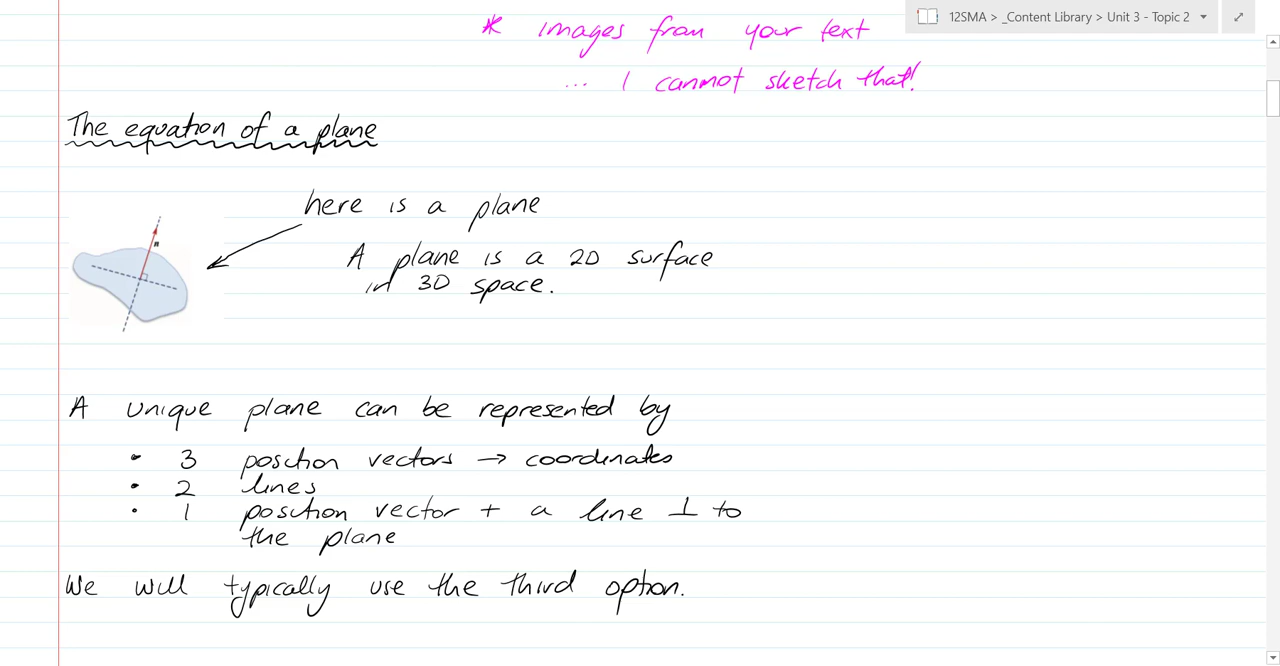 12SMA > _Content Library > Unit 3 - Topic 2
* images from your text
... I cannot sketch that!
The equation of a plane
here is a plane
n
A plane is a 2D surface
in 3D space.
A unique plane can be represented by
• 3 position vectors → coordinates
• 2 lines
• 1 position vector + a line ⊥ to
the plane
We will typically use the third option.